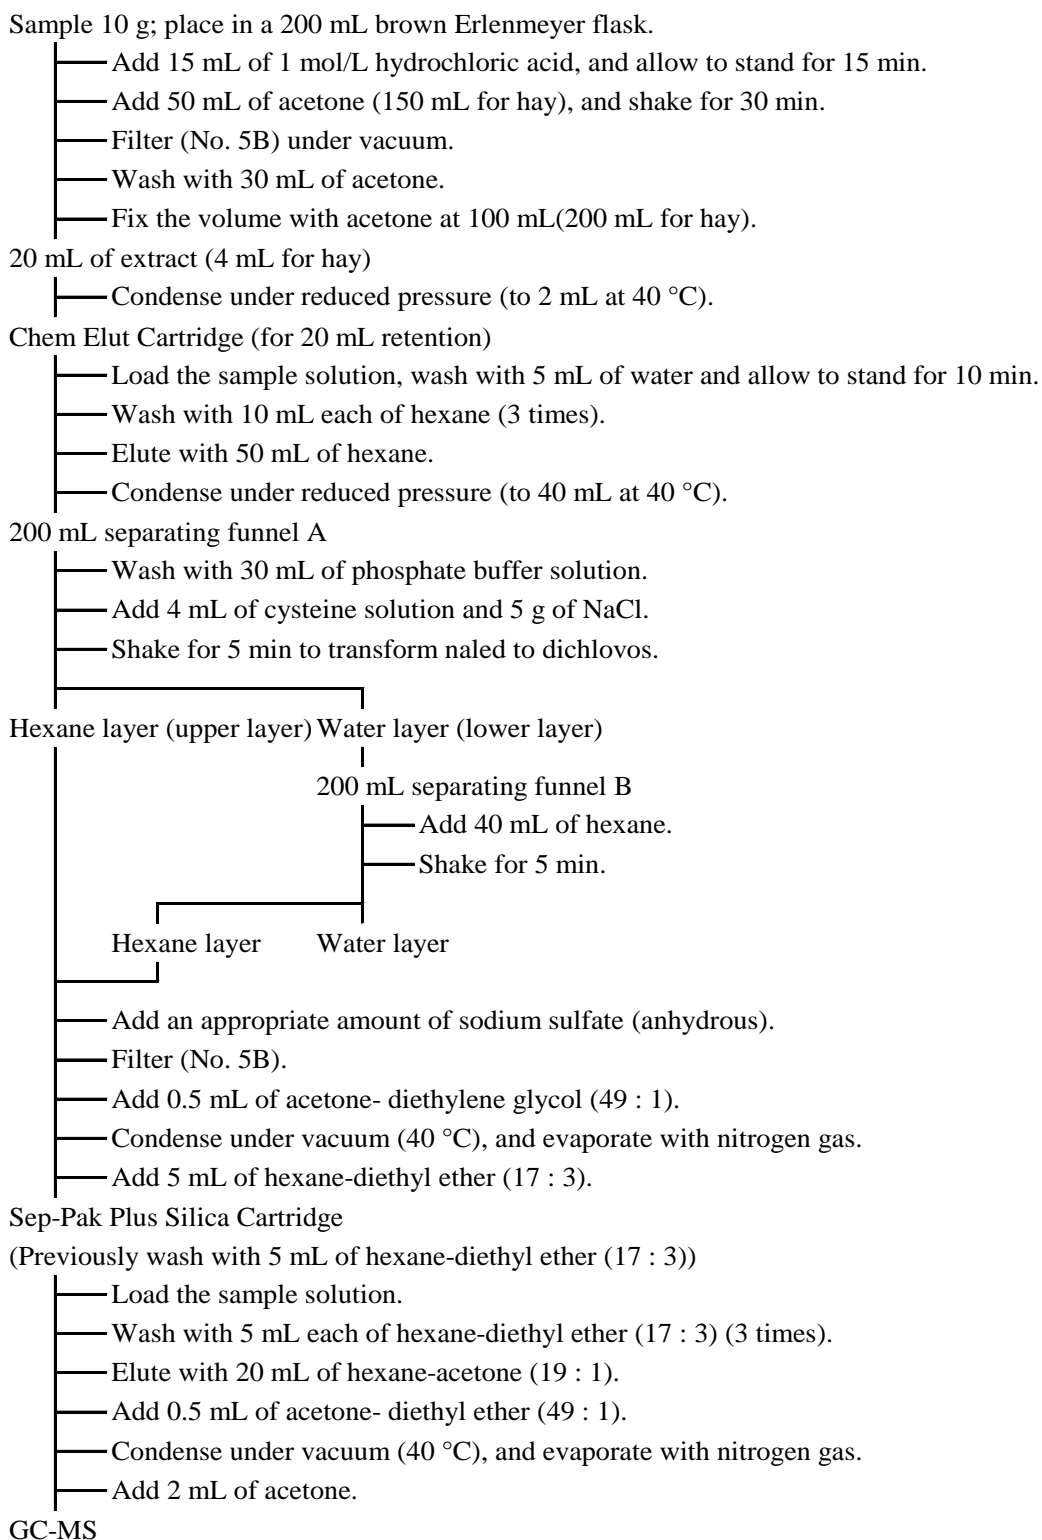 Sample 10 g; place in a 200 mL brown Erlenmeyer flask.
Add 15 mL of 1 mol/L hydrochloric acid, and allow to stand for 15 min.
Add 50 mL of acetone (150 mL for hay), and shake for 30 min.
Filter (No. 5B) under vacuum.
Wash with 30 mL of acetone.
Fix the volume with acetone at 100 mL(200 mL for hay).
20 mL of extract (4 mL for hay)
Condense under reduced pressure (to 2 mL at 40 °C).
Chem Elut Cartridge (for 20 mL retention)
Load the sample solution, wash with 5 mL of water and allow to stand for 10 min.
Wash with 10 mL each of hexane (3 times).
Elute with 50 mL of hexane.
Condense under reduced pressure (to 40 mL at 40 °C).
200 mL separating funnel A
Wash with 30 mL of phosphate buffer solution.
Add 4 mL of cysteine solution and 5 g of NaCl.
Shake for 5 min to transform naled to dichlovos.
Hexane layer (upper layer) Water layer (lower layer)
200 mL separating funnel B
Add 40 mL of hexane.
Shake for 5 min.
Hexane layer Water layer
Add an appropriate amount of sodium sulfate (anhydrous).
Filter (No. 5B).
Add 0.5 mL of acetone- diethylene glycol (49 : 1).
Condense under vacuum (40 °C), and evaporate with nitrogen gas.
Add 5 mL of hexane-diethyl ether (17 : 3).
Sep-Pak Plus Silica Cartridge
(Previously wash with 5 mL of hexane-diethyl ether (17 : 3))
Load the sample solution.
Wash with 5 mL each of hexane-diethyl ether (17 : 3) (3 times).
Elute with 20 mL of hexane-acetone (19 : 1).
Add 0.5 mL of acetone- diethyl ether (49 : 1).
Condense under vacuum (40 °C), and evaporate with nitrogen gas.
Add 2 mL of acetone.
GC-MS